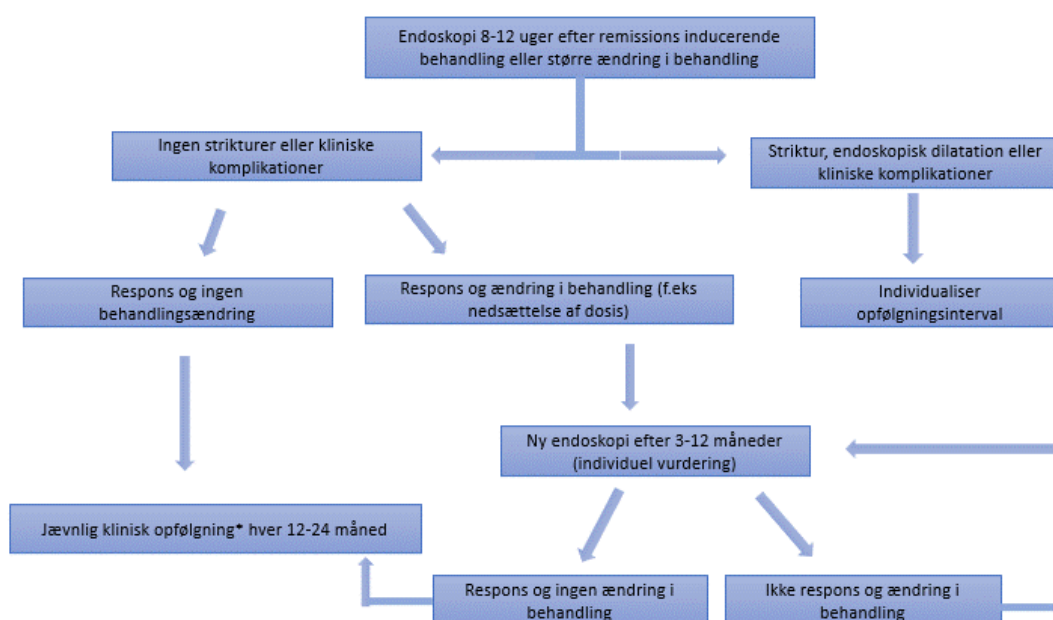 Endoskopi 8-12 uger efter remissions inducerende
behandling eller større ændring i behandling
Ingen strikturer eller kliniske
komplikationer
Striktur, endoskopisk dilatation eller
kliniske komplikationer
Respons og ingen
behandlingsændring
Respons og ændring i behandling (f.eks
nedsættelse af dosis)
Individualiser
opfølgningsinterval
Ny endoskopi efter 3-12 måneder
(individuel vurdering)
Jævnlig klinisk opfølgning* hver 12-24 måned
Respons og ingen ændring i
behandling
Ikke respons og ændring i
behandling